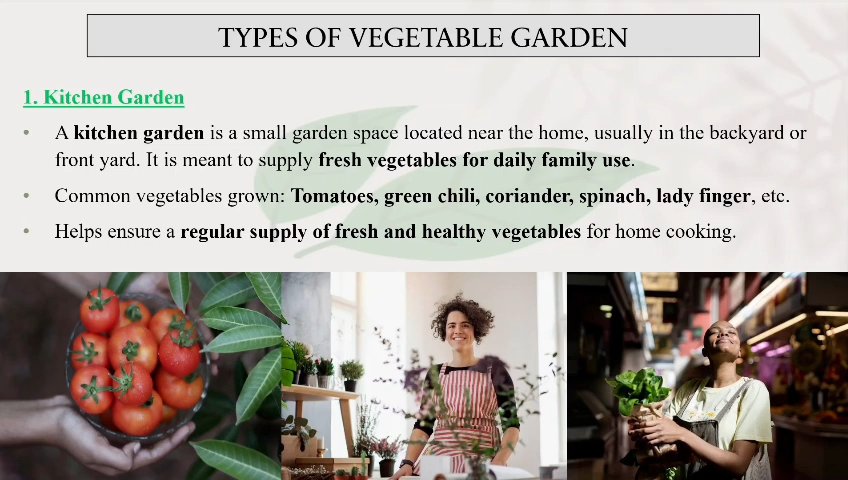 TYPES OF VEGETABLE GARDEN
1. Kitchen Garden
• A kitchen garden is a small garden space located near the home, usually in the backyard or
front yard. It is meant to supply fresh vegetables for daily family use.
• Common vegetables grown: Tomatoes, green chili, coriander, spinach, lady finger, etc.
• Helps ensure a regular supply of fresh and healthy vegetables for home cooking.